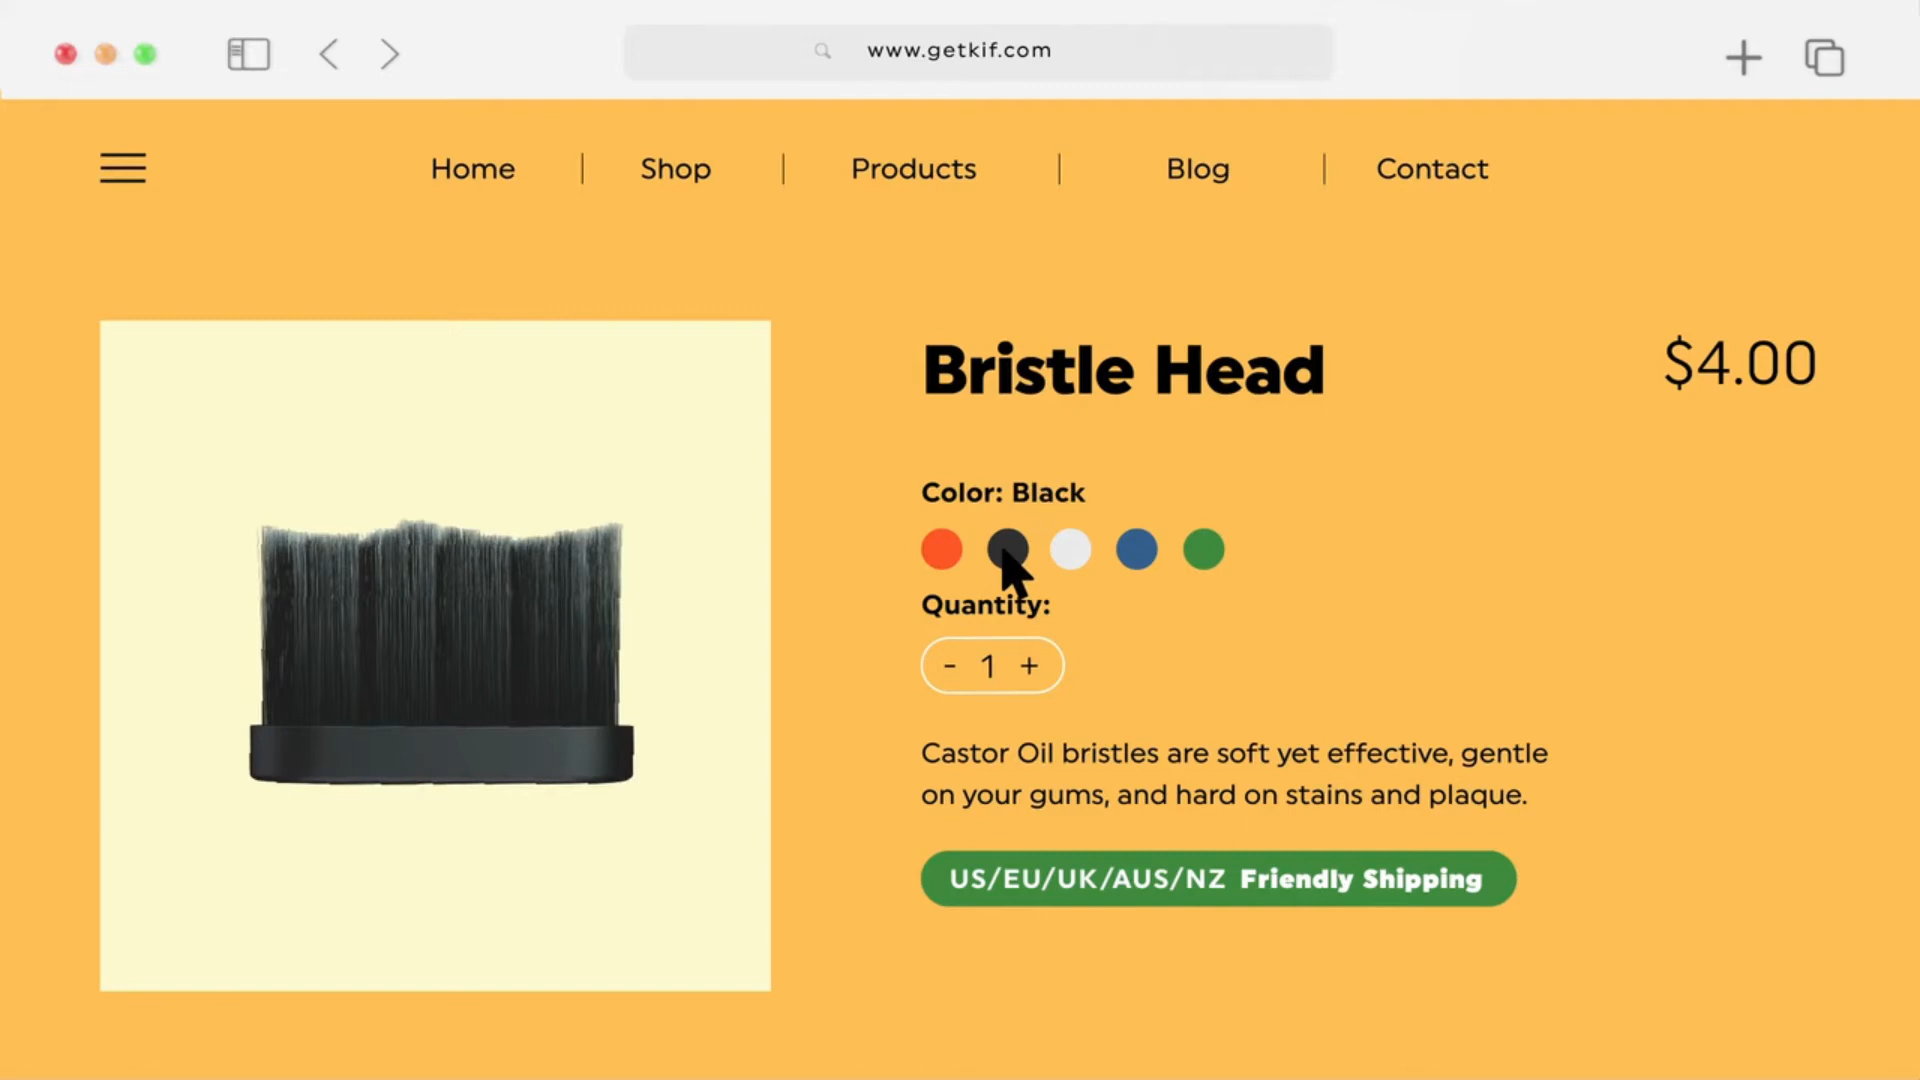 www.getkif.com
Home | Shop | Products | Blog | Contact
Bristle Head
$4.00
Color: Black
Quantity:
- 1 +
Castor Oil bristles are soft yet effective, gentle
on your gums, and hard on stains and plaque.
US/EU/UK/AUS/NZ Friendly Shipping